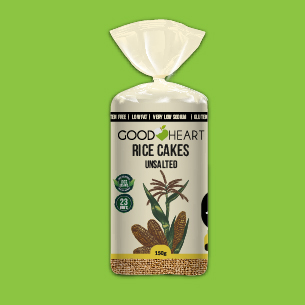 TEN FREE | LOW FAT | VERY LOW SODIUM | GLUTEN
GOOD HEART
RICE CAKES
UNSALTED
23
150g